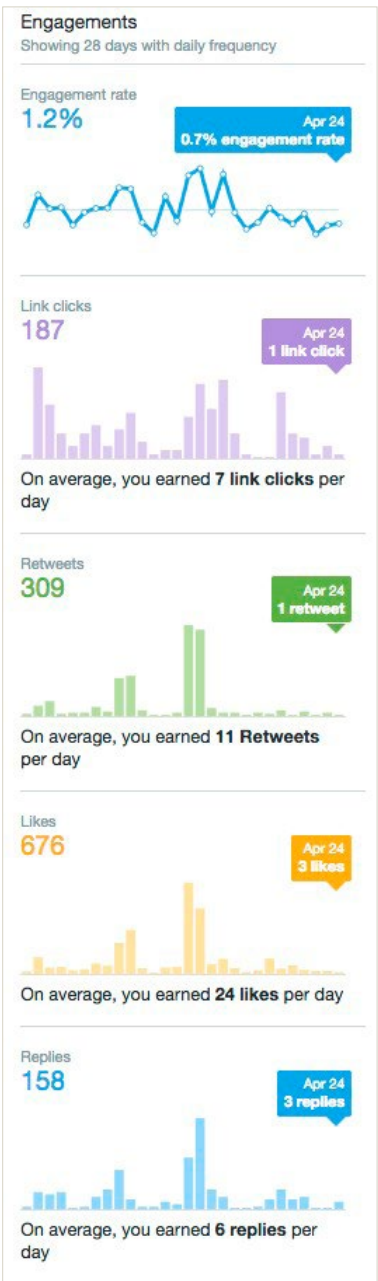 Engagements
Showing 28 days with daily frequency
Engagement rate
1.2%
Apr 24
0.7% engagement rate
Link clicks
187
Apr 24
1 link click
On average, you earned 7 link clicks per
day
Retweets
309
Apr 24
1 retweet
On average, you earned 11 Retweets
per day
Likes
676
Apr 24
3 likes
On average, you earned 24 likes per day
Replies
158
Apr 24
3 replies
On average, you earned 6 replies per
day